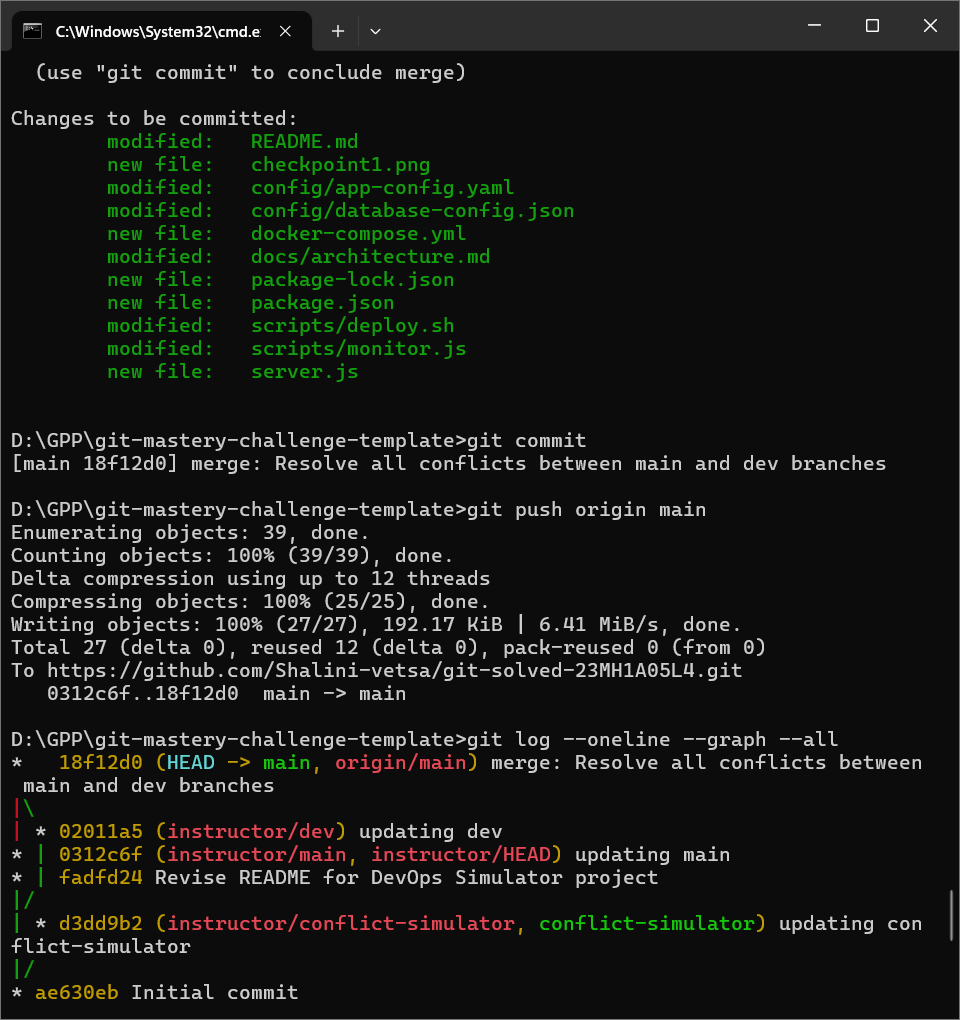 C:\Windows\System32\cmd.e
  (use "git commit" to conclude merge)
Changes to be committed:
        modified:   README.md
        new file:   checkpoint1.png
        modified:   config/app-config.yaml
        modified:   config/database-config.json
        new file:   docker-compose.yml
        modified:   docs/architecture.md
        new file:   package-lock.json
        new file:   package.json
        modified:   scripts/deploy.sh
        modified:   scripts/monitor.js
        new file:   server.js
D:\GPP\git-mastery-challenge-template>git commit
[main 18f12d0] merge: Resolve all conflicts between main and dev branches
D:\GPP\git-mastery-challenge-template>git push origin main
Enumerating objects: 39, done.
Counting objects: 100% (39/39), done.
Delta compression using up to 12 threads
Compressing objects: 100% (25/25), done.
Writing objects: 100% (27/27), 192.17 KiB | 6.41 MiB/s, done.
Total 27 (delta 0), reused 12 (delta 0), pack-reused 0 (from 0)
To https://github.com/Shalini-vetsa/git-solved-23MH1A05L4.git
   0312c6f..18f12d0  main -> main
D:\GPP\git-mastery-challenge-template>git log --oneline --graph --all
*   18f12d0 (HEAD -> main, origin/main) merge: Resolve all conflicts between
 main and dev branches
|\
| * 02011a5 (instructor/dev) updating dev
* | 0312c6f (instructor/main, instructor/HEAD) updating main
* | fadfd24 Revise README for DevOps Simulator project
|/
| * d3dd9b2 (instructor/conflict-simulator, conflict-simulator) updating con
flict-simulator
|/
* ae630eb Initial commit